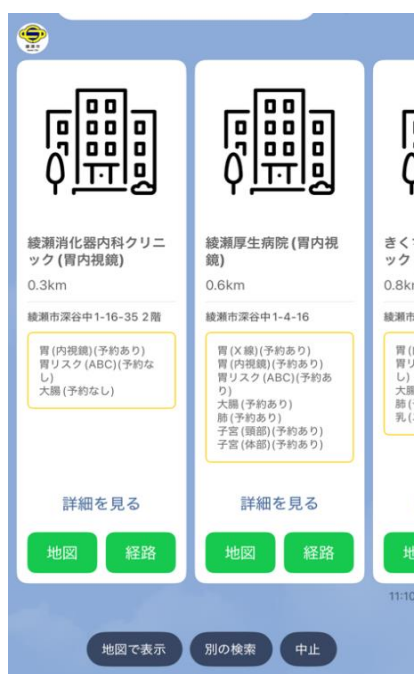 綾瀬消化器内科クリニ
ック (胃内視鏡)
0.3km
綾瀬市深谷中1-16-35 2階
胃(内視鏡)(予約あり)
胃リスク(ABC)(予約な
し)
大腸(予約なし)
詳細を見る
地図
経路
綾瀬厚生病院 (胃内視
鏡)
0.6km
綾瀬市深谷中1-4-16
胃(X線)(予約あり)
胃(内視鏡)(予約あり)
胃リスク(ABC)(予約あ
り)
大腸(予約あり)
肺(予約あり)
子宮(頸部)(予約あり)
子宮(体部)(予約あり)
詳細を見る
地図
経路
きく
ック
0.8k
綾瀬市
胃(
胃リ
し)
大腸
肺(
乳(
11:10
地図で表示
別の検索
中止